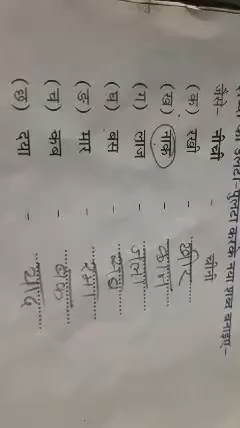 को उलटा-पुलटा करके नया शब्द बनाइए-
जैसे- नीची - चीनी
(क) रखी - खीर
(ख) नाक - कान
(ग) लाज - जला
(घ) बस - सब
(ङ) मार - रमा
(च) कब - बक
(छ) दया - याद